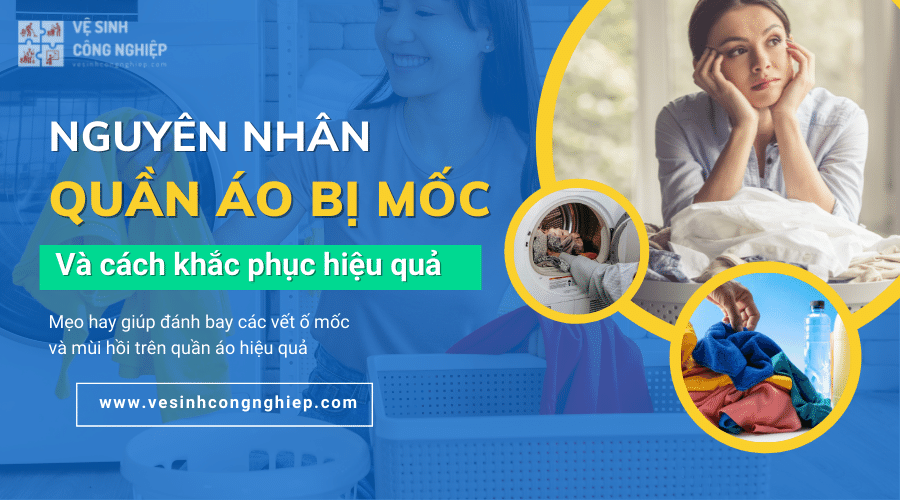 VỆ SINH
CÔNG NGHIỆP
vesinhcongnghiep.com
NGUYÊN NHÂN
QUẦN ÁO BỊ MỐC
Và cách khắc phục hiệu quả
Mẹo hay giúp đánh bay các vết ố mốc
và mùi hồi trên quần áo hiệu quả
www.vesinhcongnghiep.com